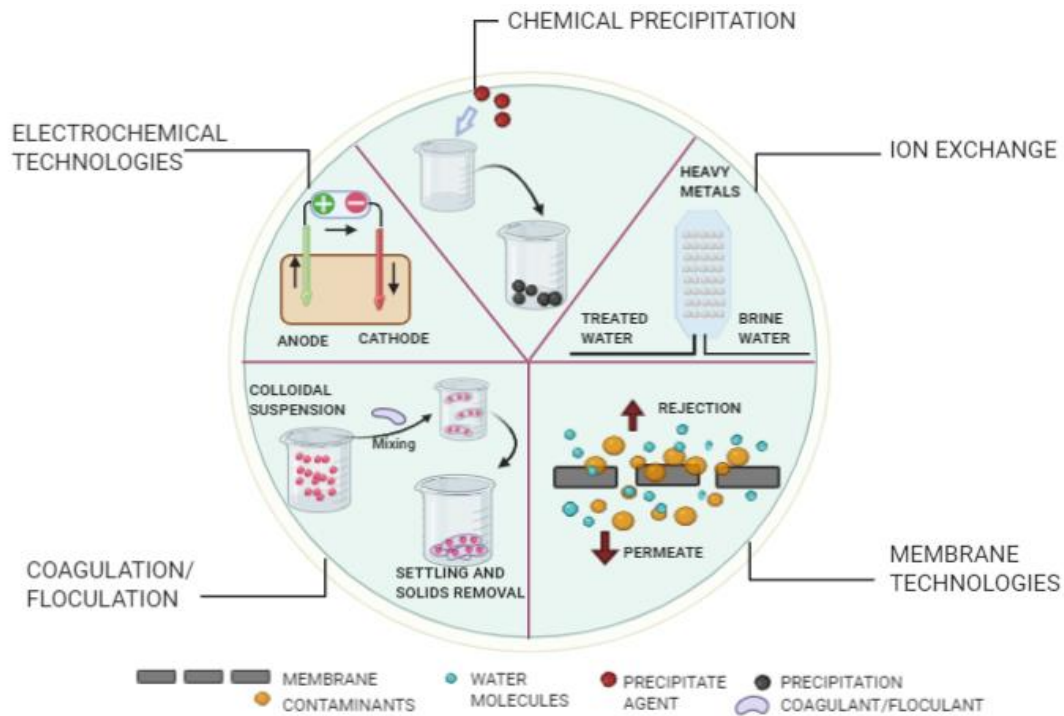 CHEMICAL PRECIPITATION
ELECTROCHEMICAL
TECHNOLOGIES
ION EXCHANGE
HEAVY
METALS
+
−
ANODE
CATHODE
TREATED
WATER
BRINE
WATER
COLLOIDAL
SUSPENSION
Mixing
SETTLING AND
SOLIDS REMOVAL
REJECTION
PERMEATE
COAGULATION/
FLOCULATION
MEMBRANE
TECHNOLOGIES
MEMBRANE
CONTAMINANTS
WATER
MOLECULES
PRECIPITATE
AGENT
PRECIPITATION
COAGULANT/FLOCULANT